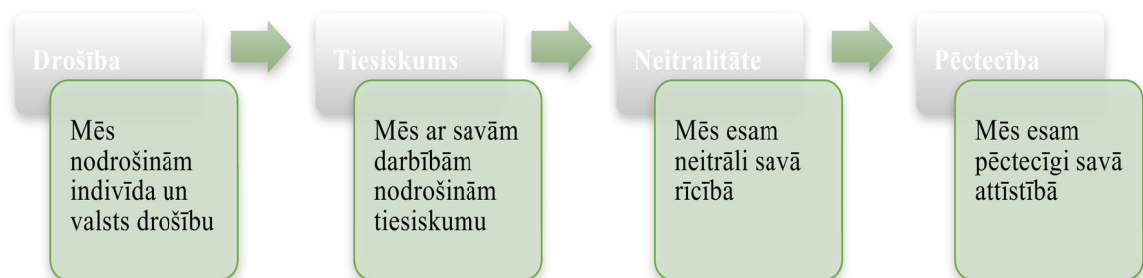 Drošība
Mēs
nodrošinām
indivīda un
valsts drošību
Tiesiskums
Mēs ar savām
darbībām
nodrošinām
tiesiskumu
Neitralitāte
Mēs esam
neitrāli savā
rīcībā
Pēctecība
Mēs esam
pēctecīgi savā
attīstībā